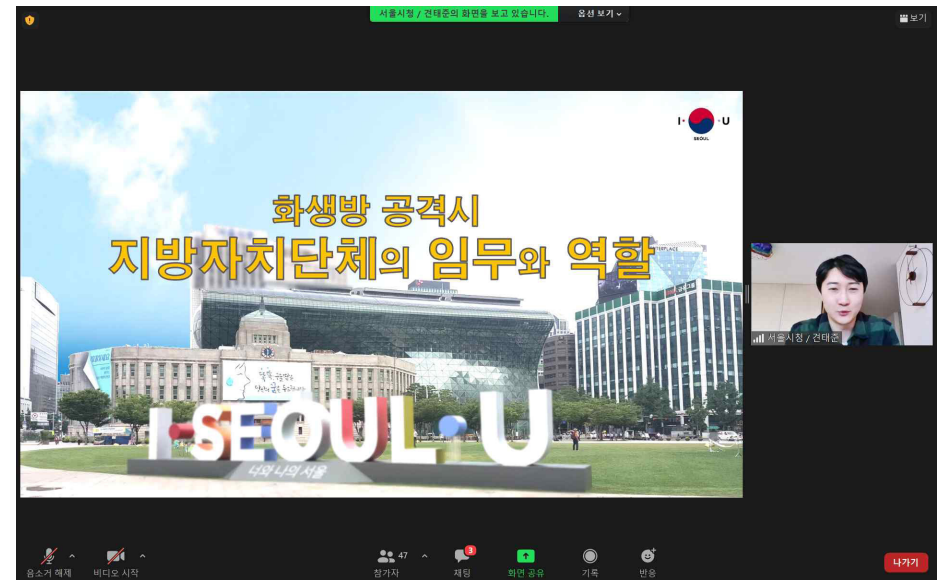 서울시청 / 견태준의 화면을 보고 있습니다.
옵션 보기
보기
I· ·U
SEOUL
화생방 공격시
지방자치단체의 임무와 역할
I·SEOUL·U
너와 나의 서울
서울시청 / 견태준
음소거 해제
비디오 시작
47
참가자
3
채팅
화면 공유
기록
반응
나가기